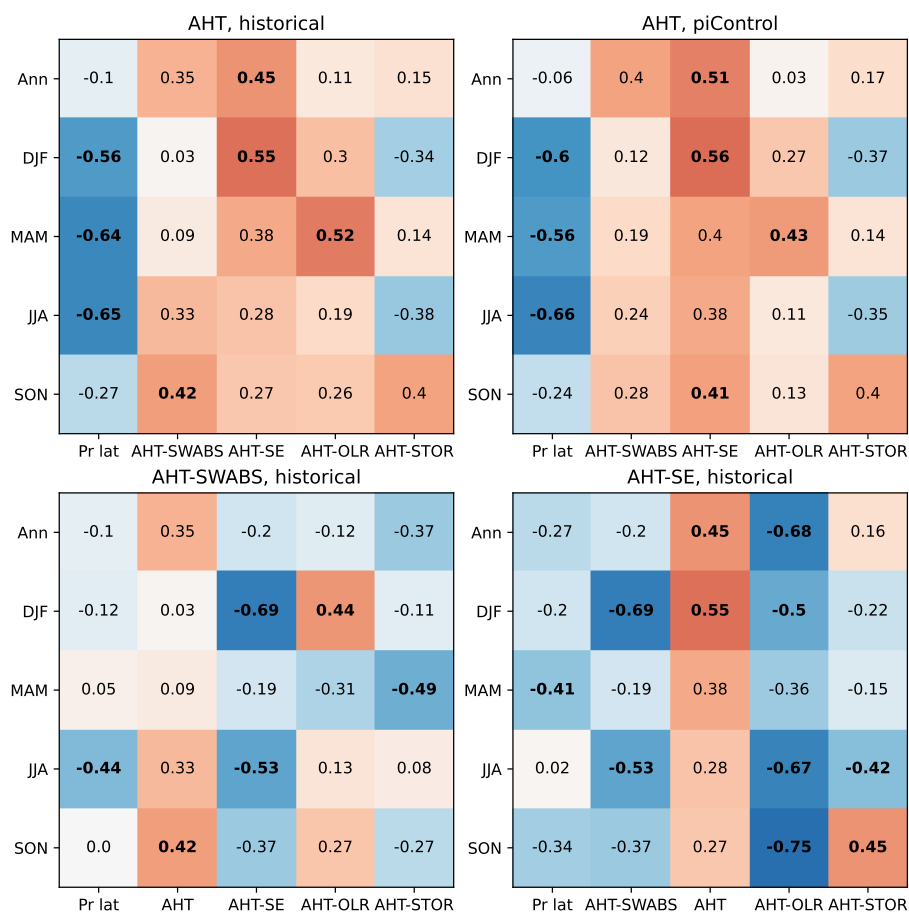 AHT, historical
AHT, piControl
Ann -0.1 0.35 0.45 0.11 0.15 -0.06 0.4 0.51 0.03 0.17
DJF -0.56 0.03 0.55 0.3 -0.34 -0.6 0.12 0.56 0.27 -0.37
MAM -0.64 0.09 0.38 0.52 0.14 -0.56 0.19 0.4 0.43 0.14
JJA -0.65 0.33 0.28 0.19 -0.38 -0.66 0.24 0.38 0.11 -0.35
SON -0.27 0.42 0.27 0.26 0.4 -0.24 0.28 0.41 0.13 0.4
Pr lat AHT-SWABS AHT-SE AHT-OLR AHT-STOR Pr lat AHT-SWABS AHT-SE AHT-OLR AHT-STOR
AHT-SWABS, historical
AHT-SE, historical
Ann -0.1 0.35 -0.2 -0.12 -0.37 Ann -0.27 -0.2 0.45 -0.68 0.16
DJF -0.12 0.03 -0.69 0.44 -0.11 DJF -0.2 -0.69 0.55 -0.5 -0.22
MAM 0.05 0.09 -0.19 -0.31 -0.49 MAM -0.41 -0.19 0.38 -0.36 -0.15
JJA -0.44 0.33 -0.53 0.13 0.08 JJA 0.02 -0.53 0.28 -0.67 -0.42
SON 0.0 0.42 -0.37 0.27 -0.27 SON -0.34 -0.37 0.27 -0.75 0.45
Pr lat AHT AHT-SE AHT-OLR AHT-STOR Pr lat AHT-SWABS AHT AHT-OLR AHT-STOR